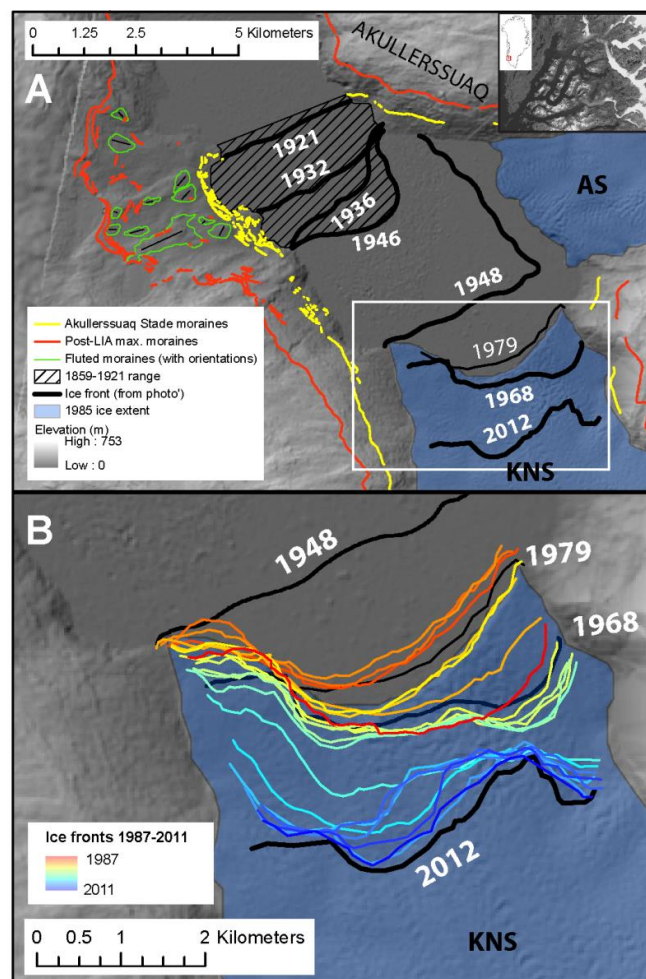 0 1.25 2.5 5 Kilometers
A
AKULLERSSUAQ
1921
1932
1936
1946
AS
1948
1979
1968
2012
KNS
Akullerssuaq Stade moraines
Post-LIA max. moraines
Fluted moraines (with orientations)
1859-1921 range
Ice front (from photo')
1985 ice extent
Elevation (m)
High : 753
Low : 0
B
1948
1979
1968
2012
KNS
Ice fronts 1987-2011
1987
2011
0 0.5 1 2 Kilometers